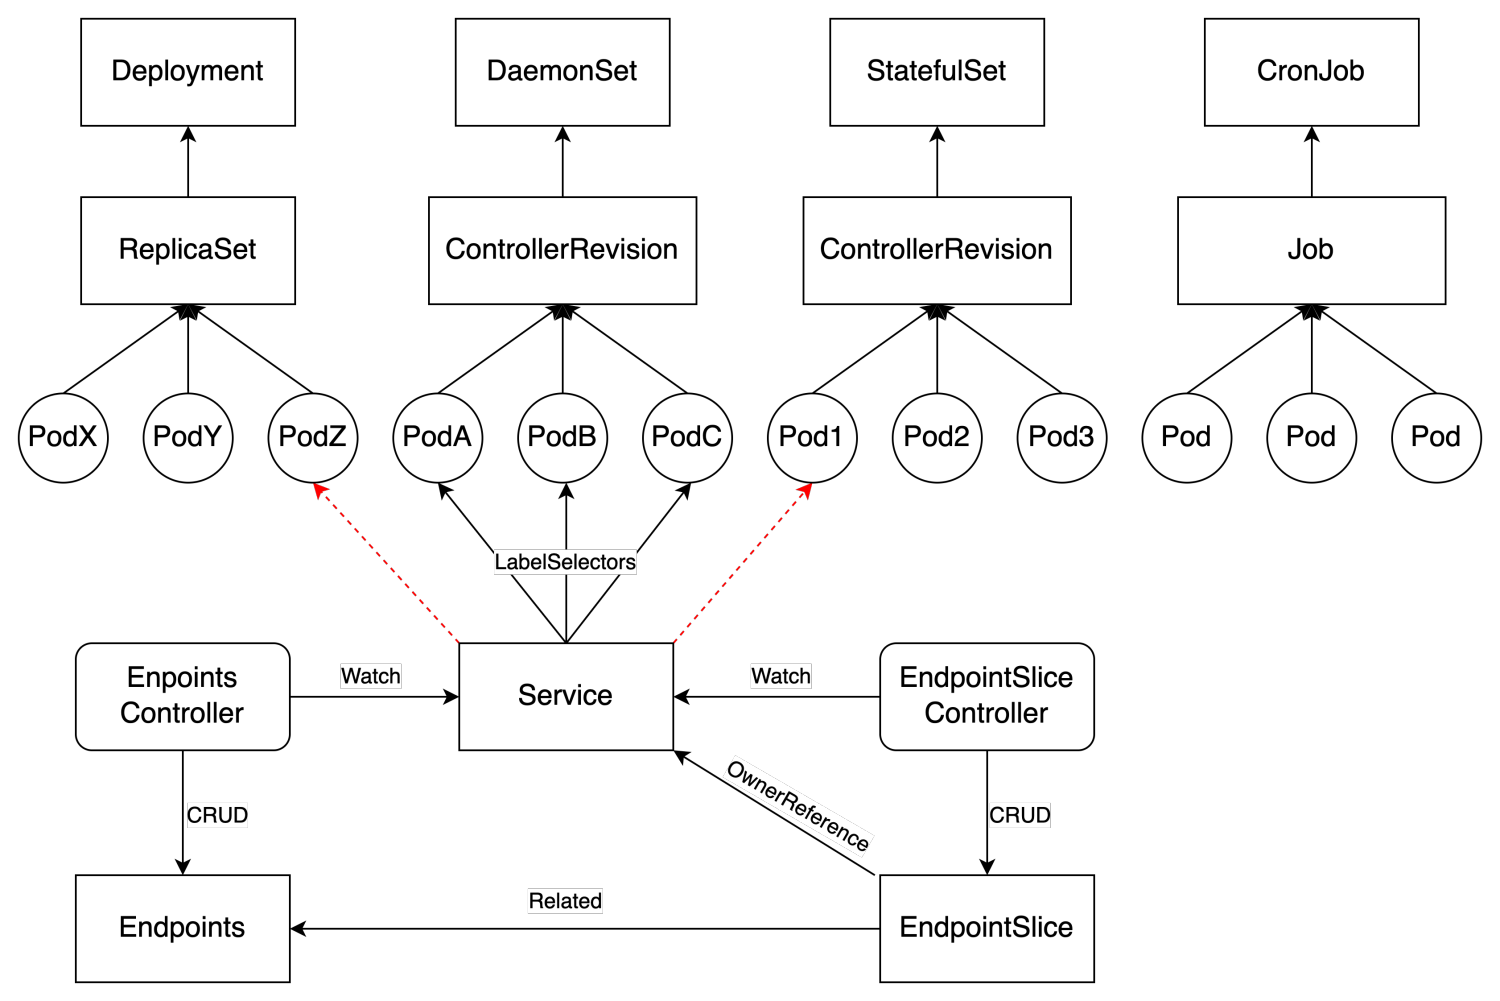 Deployment
DaemonSet
StatefulSet
CronJob
ReplicaSet
ControllerRevision
ControllerRevision
Job
PodX
PodY
PodZ
PodA
PodB
PodC
Pod1
Pod2
Pod3
Pod
Pod
Pod
LabelSelectors
Enpoints
Controller
Watch
Service
Watch
EndpointSlice
Controller
OwnerReference
CRUD
CRUD
Related
Endpoints
EndpointSlice